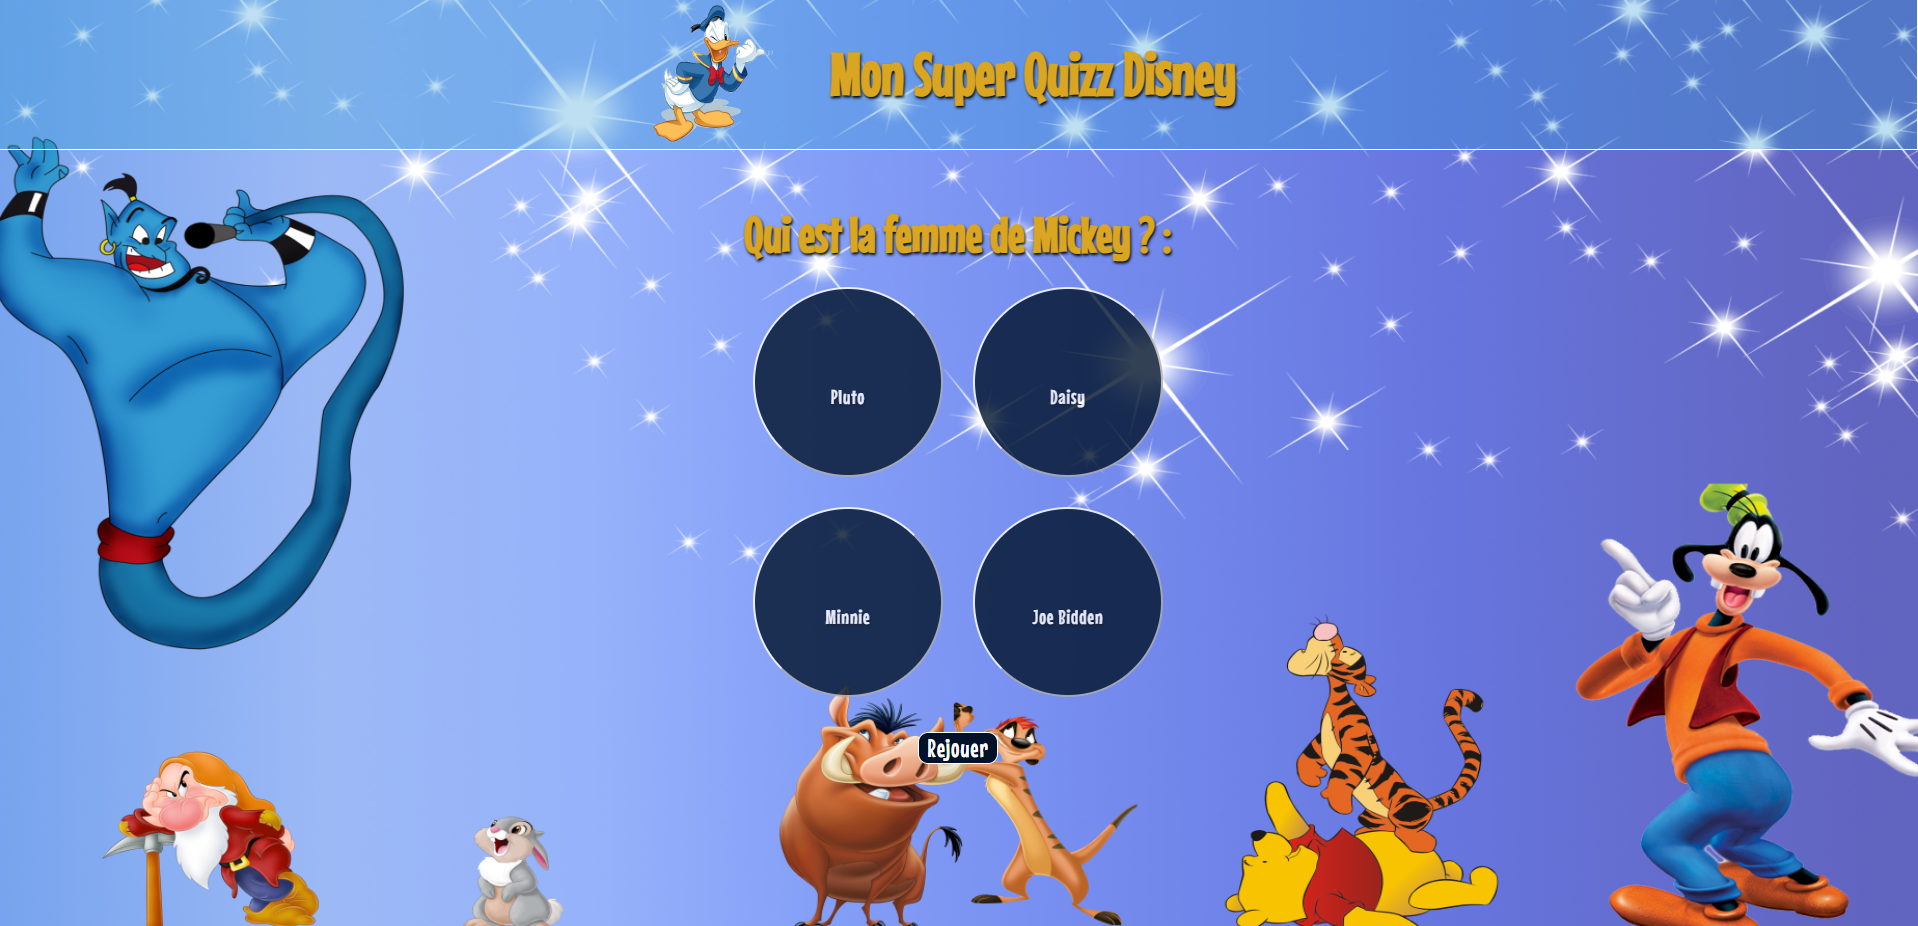 Mon Super Quizz Disney
Qui est la femme de Mickey ? :
Pluto
Daisy
Minnie
Joe Bidden
Rejouer